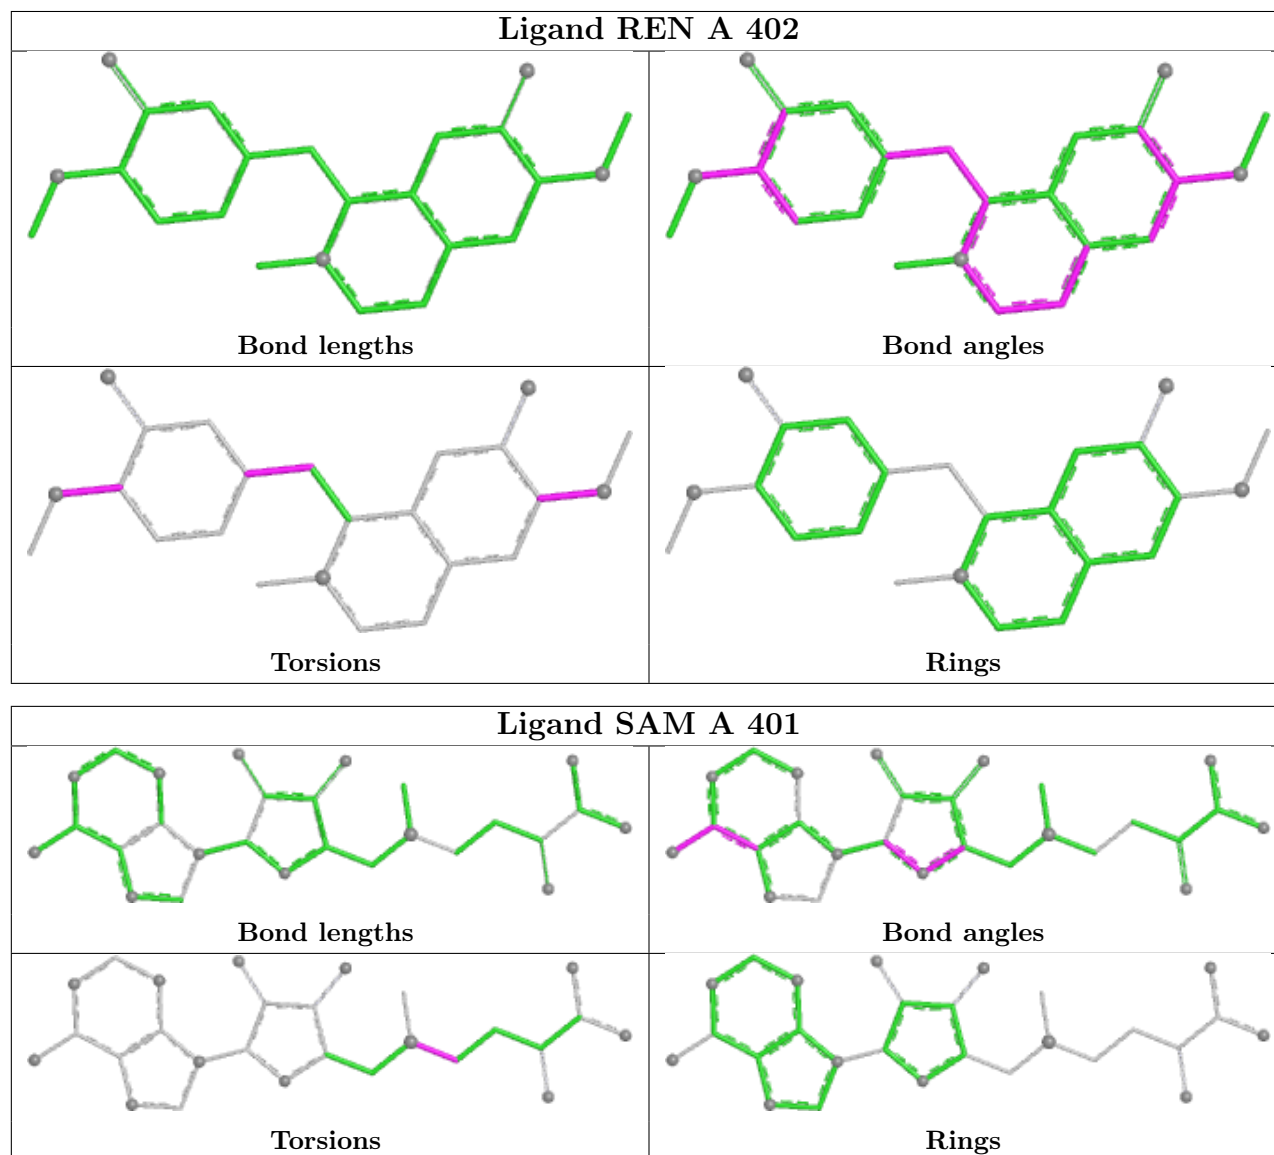 Ligand REN A 402
Bond lengths
Bond angles
Torsions
Rings
Ligand SAM A 401
Bond lengths
Bond angles
Torsions
Rings